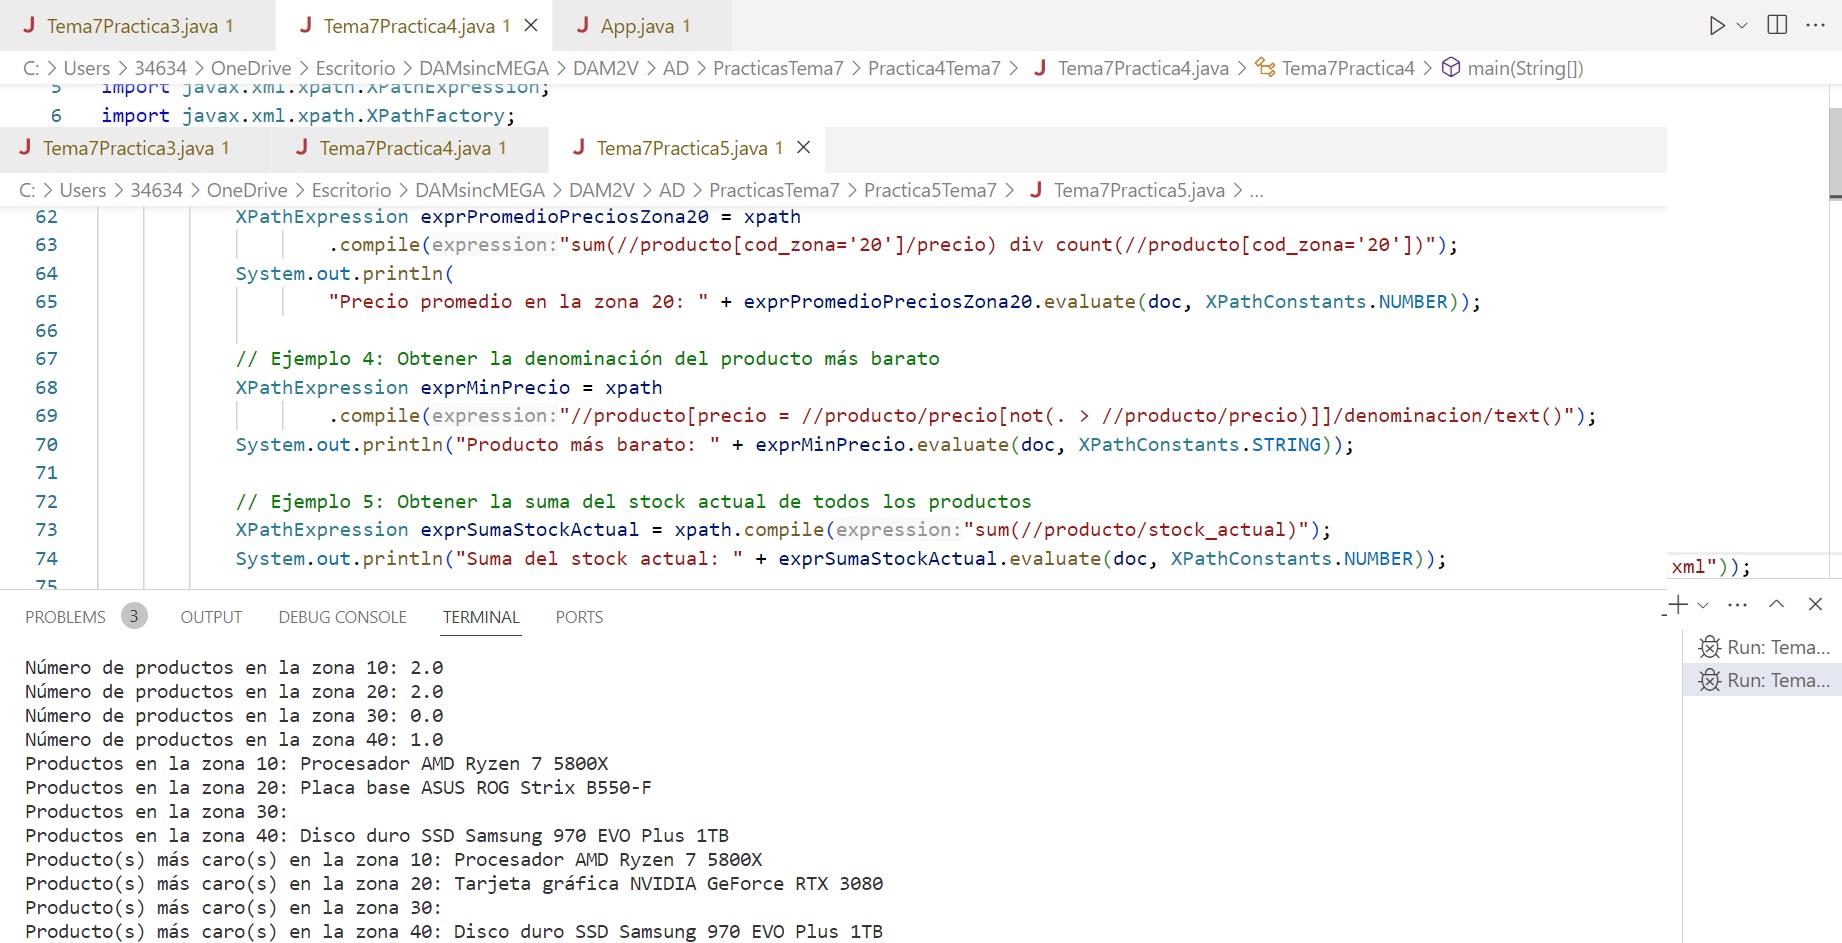 Tema7Practica3.java 1 Tema7Practica4.java 1 App.java 1
C: > Users > 34634 > OneDrive > Escritorio > DAMsincMEGA > DAM2V > AD > PracticasTema7 > Practica4Tema7 > Tema7Practica4.java > Tema7Practica4 > main(String[])
5 import javax.xml.xpath.XPathExpression;
6 import javax.xml.xpath.XPathFactory;
Tema7Practica3.java 1 Tema7Practica4.java 1 Tema7Practica5.java 1
C: > Users > 34634 > OneDrive > Escritorio > DAMsincMEGA > DAM2V > AD > PracticasTema7 > Practica5Tema7 > Tema7Practica5.java > ...
62 XPathExpression exprPromedioPreciosZona20 = xpath
63 .compile(expression:"sum(//producto[cod_zona='20']/precio) div count(//producto[cod_zona='20'])");
64 System.out.println(
65 "Precio promedio en la zona 20: " + exprPromedioPreciosZona20.evaluate(doc, XPathConstants.NUMBER));
66
67 // Ejemplo 4: Obtener la denominación del producto más barato
68 XPathExpression exprMinPrecio = xpath
69 .compile(expression:"//producto[precio = //producto/precio[not(. > //producto/precio)]]/denominacion/text()");
70 System.out.println("Producto más barato: " + exprMinPrecio.evaluate(doc, XPathConstants.STRING));
71
72 // Ejemplo 5: Obtener la suma del stock actual de todos los productos
73 XPathExpression exprSumaStockActual = xpath.compile(expression:"sum(//producto/stock_actual)");
74 System.out.println("Suma del stock actual: " + exprSumaStockActual.evaluate(doc, XPathConstants.NUMBER));
xml"));
75
PROBLEMS 3 OUTPUT DEBUG CONSOLE TERMINAL PORTS
Run: Tema...
Run: Tema...
Número de productos en la zona 10: 2.0
Número de productos en la zona 20: 2.0
Número de productos en la zona 30: 0.0
Número de productos en la zona 40: 1.0
Productos en la zona 10: Procesador AMD Ryzen 7 5800X
Productos en la zona 20: Placa base ASUS ROG Strix B550-F
Productos en la zona 30:
Productos en la zona 40: Disco duro SSD Samsung 970 EVO Plus 1TB
Producto(s) más caro(s) en la zona 10: Procesador AMD Ryzen 7 5800X
Producto(s) más caro(s) en la zona 20: Tarjeta gráfica NVIDIA GeForce RTX 3080
Producto(s) más caro(s) en la zona 30:
Producto(s) más caro(s) en la zona 40: Disco duro SSD Samsung 970 EVO Plus 1TB